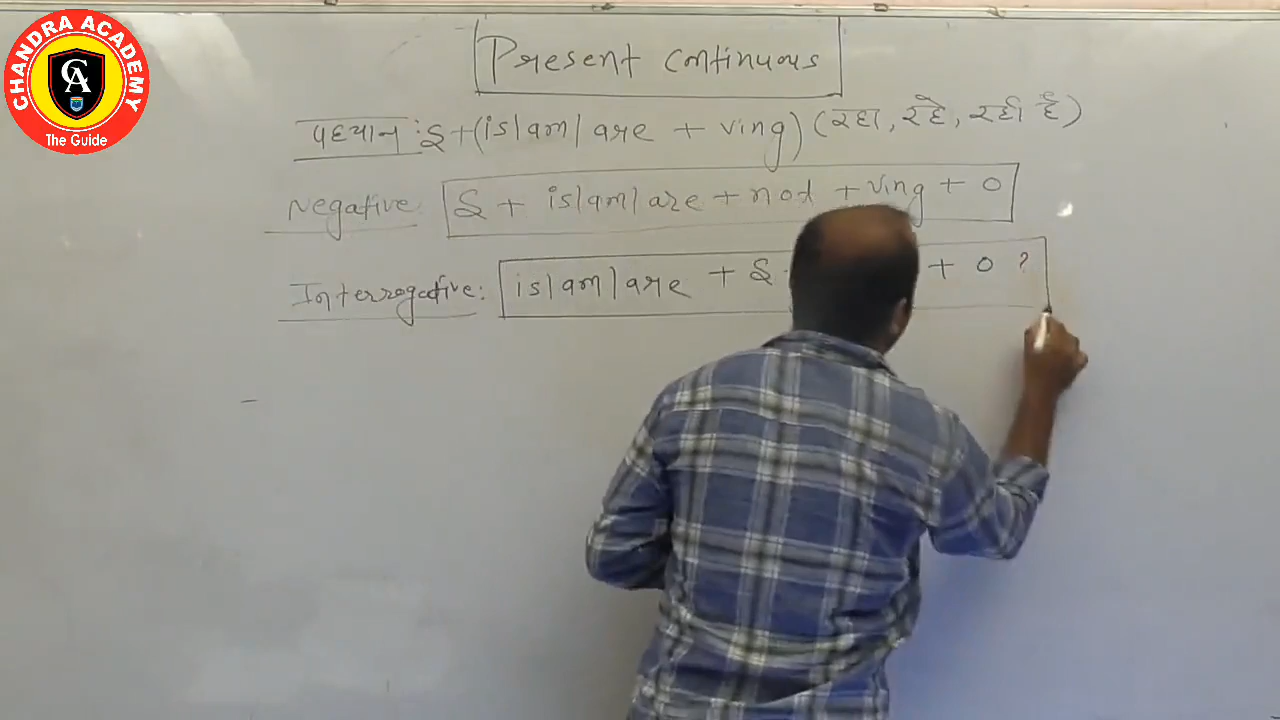 CHANDRA ACADEMY
CA
The Guide
Present Continuous
पहचान: S+(is/am/are + ving) (रहा, रहे, रही है)
Negative: S + is/am/are + not + ving + O
Interrogative: is/am/are + S + O ?